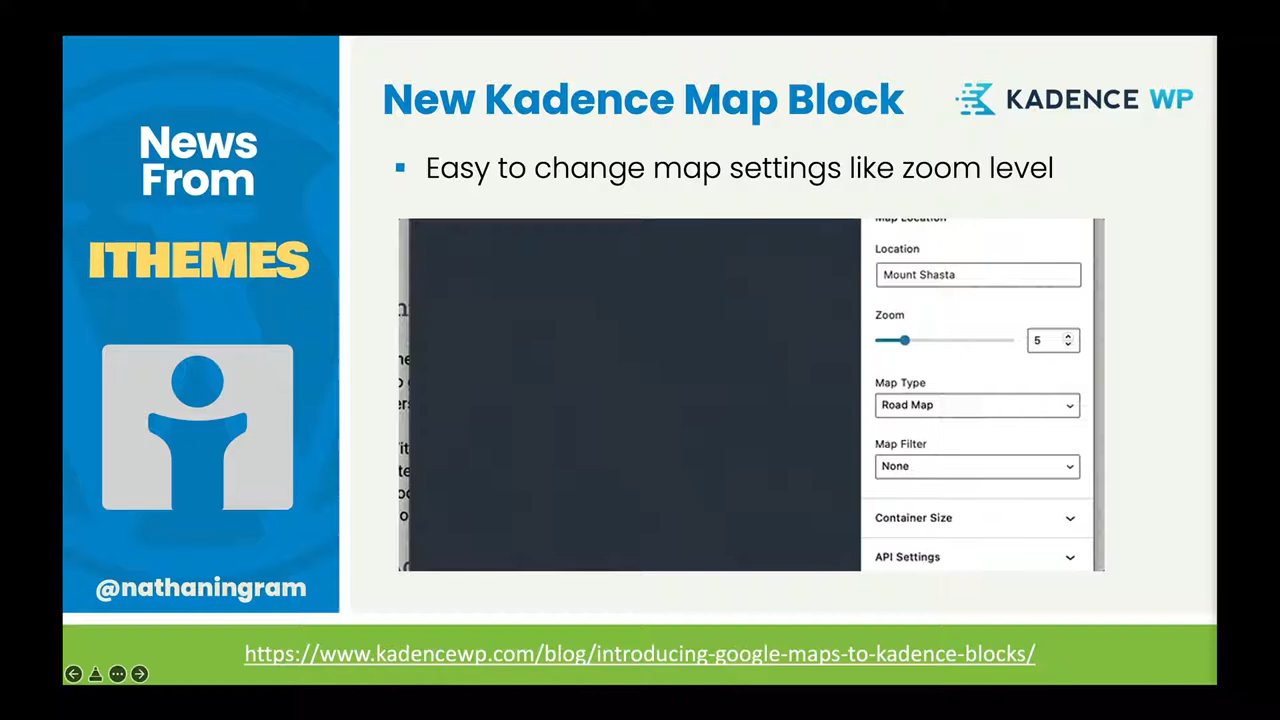 News
From
ITHEMES
@nathaningram
New Kadence Map Block
KADENCE WP
Easy to change map settings like zoom level
Map Location
Location
Mount Shasta
Zoom
5
Map Type
Road Map
Map Filter
None
Container Size
API Settings
https://www.kadencewp.com/blog/introducing-google-maps-to-kadence-blocks/